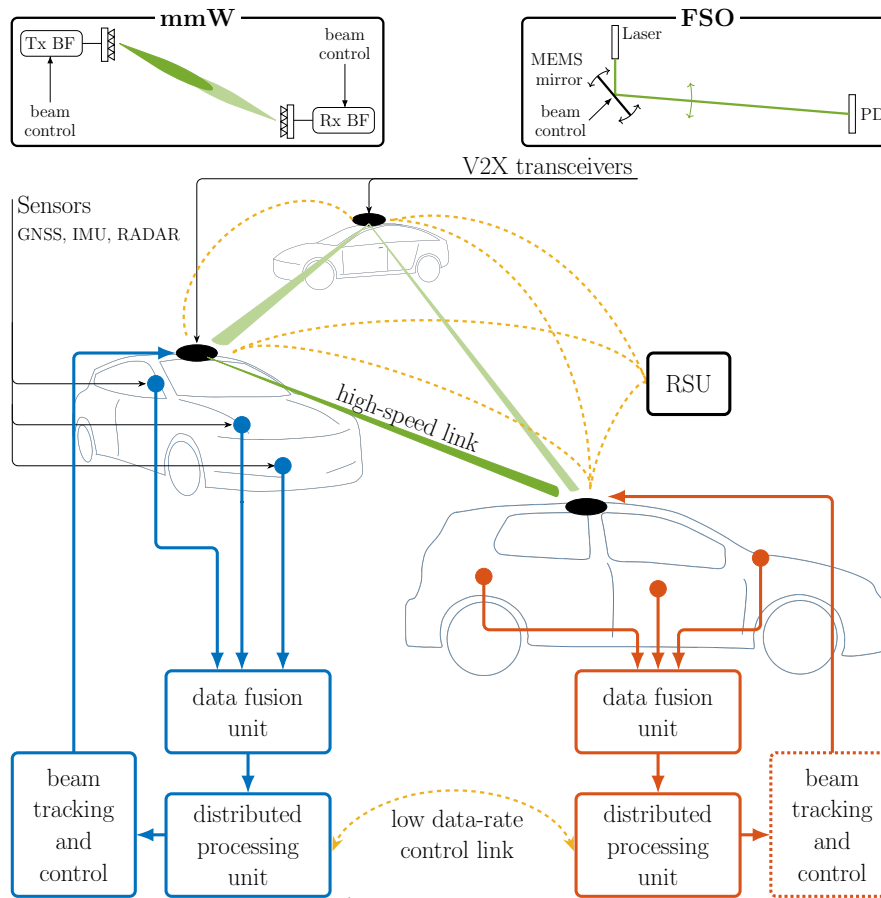 mmW
FSO
Tx BF
beam
control
beam
control
Rx BF
Laser
MEMS
mirror
beam
control
PD
V2X transceivers
Sensors
GNSS, IMU, RADAR
RSU
high-speed link
data fusion
unit
data fusion
unit
beam
tracking
and
control
distributed
processing
unit
low data-rate
control link
distributed
processing
unit
beam
tracking
and
control